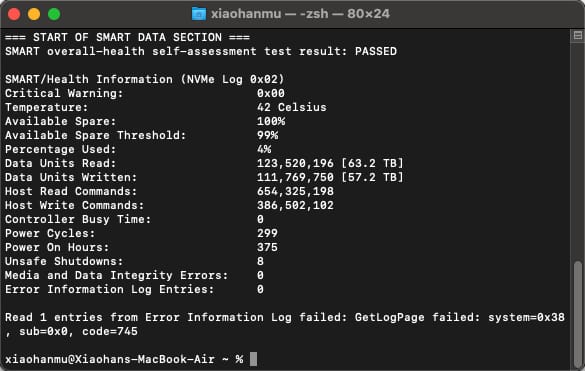 xiaohanmu — -zsh — 80×24
=== START OF SMART DATA SECTION ===
SMART overall-health self-assessment test result: PASSED
SMART/Health Information (NVMe Log 0x02)
Critical Warning: 0x00
Temperature: 42 Celsius
Available Spare: 100%
Available Spare Threshold: 99%
Percentage Used: 4%
Data Units Read: 123,520,196 [63.2 TB]
Data Units Written: 111,769,750 [57.2 TB]
Host Read Commands: 654,325,198
Host Write Commands: 386,502,102
Controller Busy Time: 0
Power Cycles: 299
Power On Hours: 375
Unsafe Shutdowns: 8
Media and Data Integrity Errors: 0
Error Information Log Entries: 0
Read 1 entries from Error Information Log failed: GetLogPage failed: system=0x38
, sub=0x0, code=745
xiaohanmu@Xiaohans-MacBook-Air ~ %